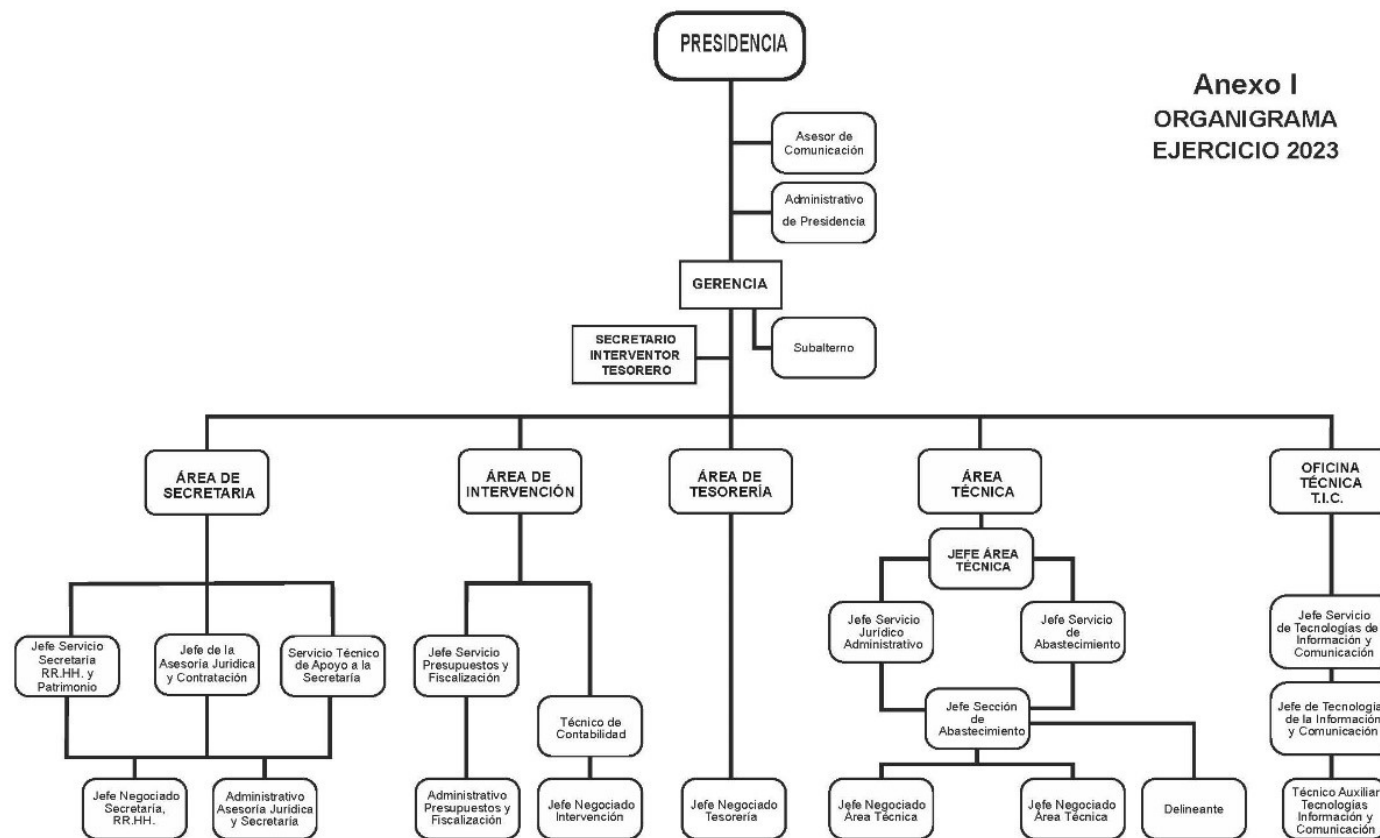 PRESIDENCIA
Anexo I
ORGANIGRAMA
EJERCICIO 2023
Asesor de
Comunicación
Administrativo
de Presidencia
GERENCIA
SECRETARIO
INTERVENTOR
TESORERO
Subalterno
ÁREA DE
SECRETARIA
ÁREA DE
INTERVENCIÓN
ÁREA DE
TESORERÍA
ÁREA
TÉCNICA
OFICINA
TÉCNICA
T.I.C.
JEFE ÁREA
TÉCNICA
Jefe Servicio
Secretaría
RR.HH. y
Patrimonio
Jefe de la
Asesoría Juridica
y Contratación
Servicio Técnico
de Apoyo a la
Secretaría
Jefe Servicio
Presupuestos y
Fiscalización
Técnico de
Contabilidad
Jefe Servicio
Jurídico
Administrativo
Jefe Servicio
de
Abastecimiento
Jefe Servicio
de Tecnologías de la
Información y
Comunicación
Jefe Sección
de
Abastecimiento
Jefe de Tecnologías
de la Información
y Comunicación
Jefe Negociado
Secretaría,
RR.HH.
Administrativo
Asesoría Juridica
y Secretaría
Administrativo
Presupuestos y
Fiscalización
Jefe Negociado
Intervención
Jefe Negociado
Tesorería
Jefe Negociado
Área Técnica
Jefe Negociado
Área Técnica
Delineante
Técnico Auxiliar
Tecnologías
Información y
Comunicación